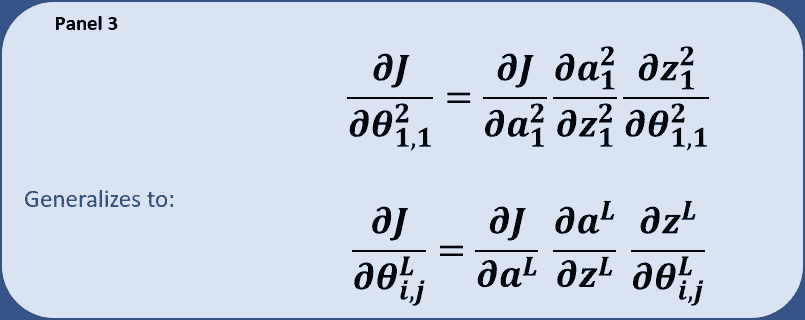 Panel 3
∂J/∂θ²₁,₁ = ∂J/∂a²₁ ∂a²₁/∂z²₁ ∂z²₁/∂θ²₁,₁
Generalizes to:
∂J/∂θᴸᵢ,ⱼ = ∂J/∂aᴸ ∂aᴸ/∂zᴸ ∂zᴸ/∂θᴸᵢ,ⱼ